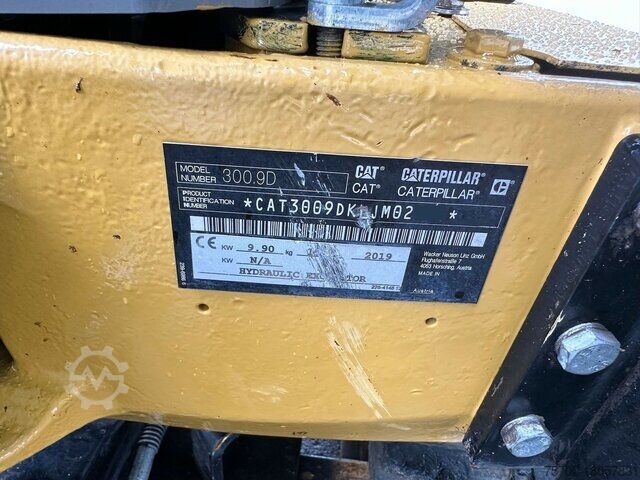 MODEL NUMBER 300.9D
CAT® CATERPILLAR®
CAT® CATERPILLAR®
PRODUCT IDENTIFICATION NUMBER
*CAT3009DK JM02 *
CE KW 9.90 kg 2019
KW N/A
HYDRAULIC
Wacker Neuson Linz GmbH
Flughafenstraße 7
4063 Hörsching, Austria
MADE IN
Austria